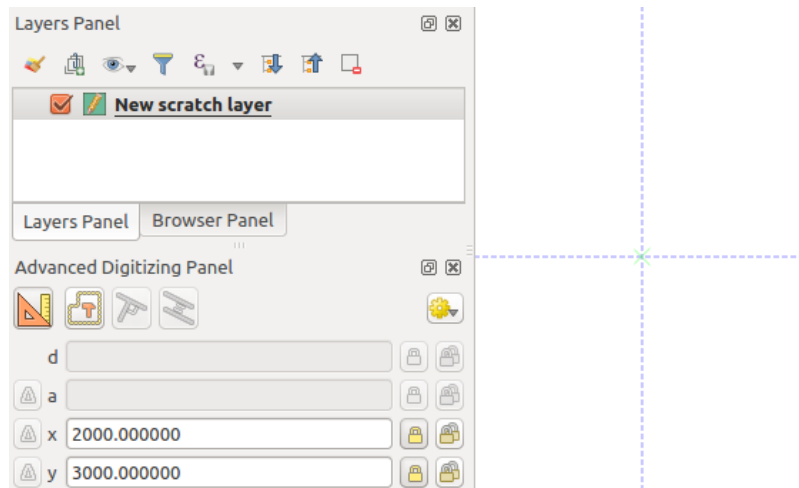 Layers Panel
New scratch layer
Layers Panel Browser Panel
Advanced Digitizing Panel
d
a
x 2000.000000
y 3000.000000